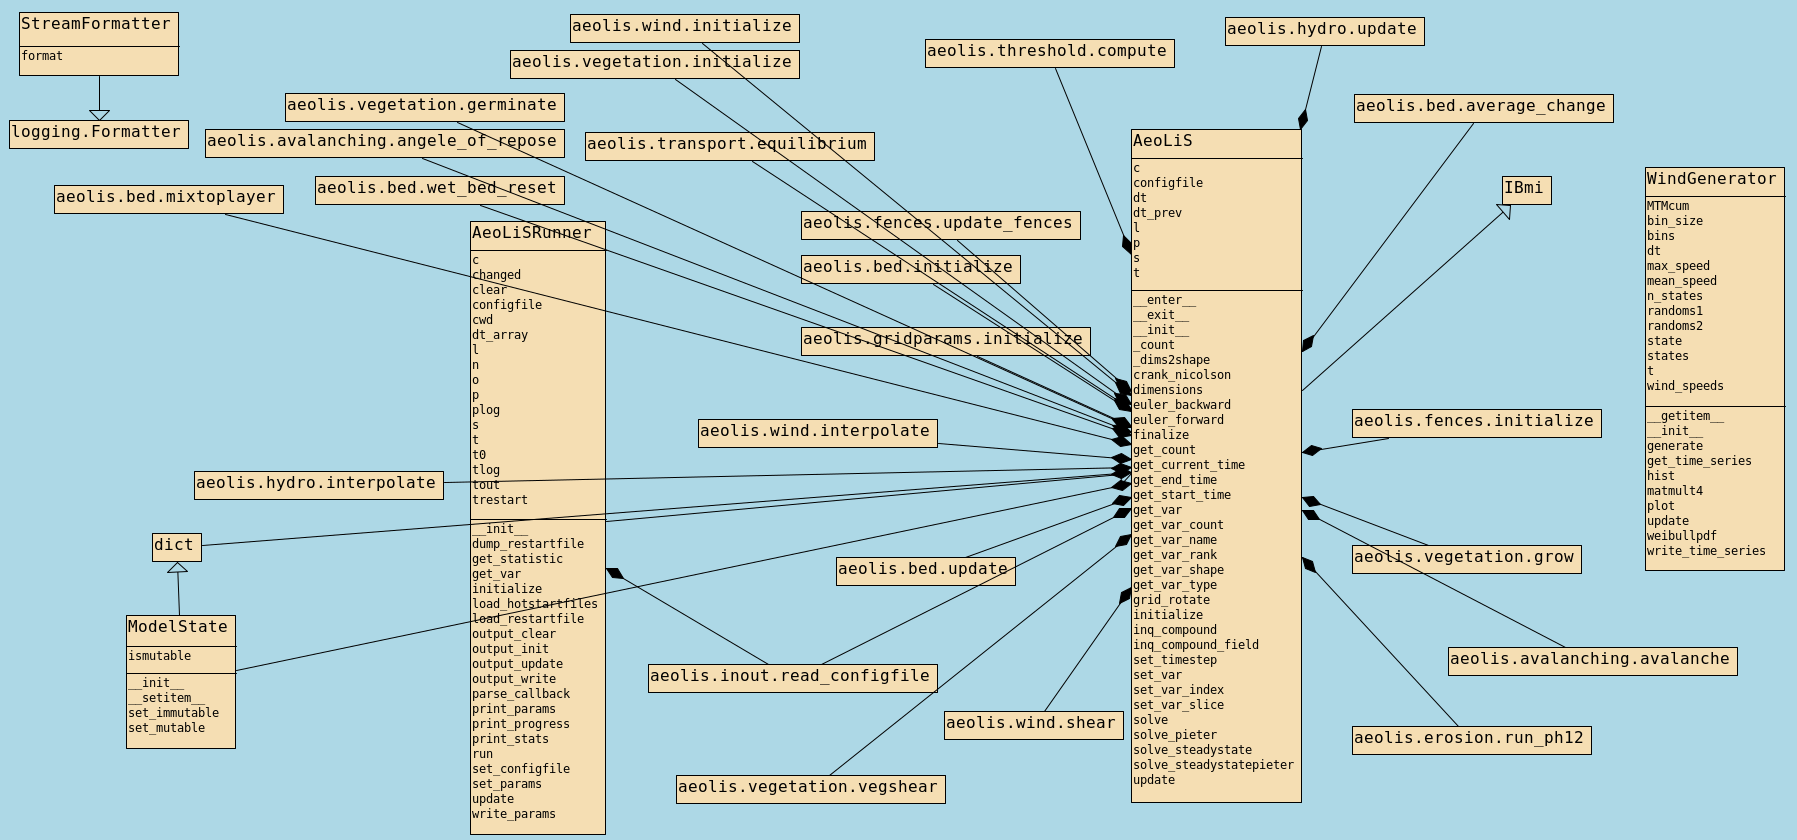 StreamFormatter
format
logging.Formatter
aeolis.wind.initialize
aeolis.vegetation.initialize
aeolis.vegetation.germinate
aeolis.avalanching.angele_of_repose
aeolis.transport.equilibrium
aeolis.bed.mixtoplayer
aeolis.bed.wet_bed_reset
aeolis.threshold.compute
aeolis.hydro.update
aeolis.bed.average_change
IBmi
aeolis.fences.update_fences
aeolis.bed.initialize
aeolis.gridparams.initialize
aeolis.wind.interpolate
aeolis.hydro.interpolate
dict
ModelState
ismutable
__init__
__setitem__
set_immutable
set_mutable
AeoLiSRunner
c
changed
clear
configfile
cwd
dt_array
l
n
o
p
plog
s
t
t0
tlog
tout
trestart
__init__
dump_restartfile
get_statistic
get_var
initialize
load_hotstartfiles
load_restartfile
output_clear
output_init
output_update
output_write
parse_callback
print_params
print_progress
print_stats
run
set_configfile
set_params
update
write_params
aeolis.bed.update
aeolis.inout.read_configfile
aeolis.wind.shear
aeolis.vegetation.vegshear
AeoLiS
c
configfile
dt
dt_prev
l
p
s
t
__enter__
__exit__
__init__
_count
_dims2shape
crank_nicolson
dimensions
euler_backward
euler_forward
finalize
get_count
get_current_time
get_end_time
get_start_time
get_var
get_var_count
get_var_name
get_var_rank
get_var_shape
get_var_type
grid_rotate
initialize
inq_compound
inq_compound_field
set_timestep
set_var
set_var_index
set_var_slice
solve
solve_pieter
solve_steadystate
solve_steadystatepieter
update
aeolis.fences.initialize
aeolis.vegetation.grow
aeolis.avalanching.avalanche
aeolis.erosion.run_ph12
WindGenerator
MTMcum
bin_size
bins
dt
max_speed
mean_speed
n_states
randoms1
randoms2
state
states
t
wind_speeds
__getitem__
__init__
generate
get_time_series
hist
matmult4
plot
update
weibullpdf
write_time_series